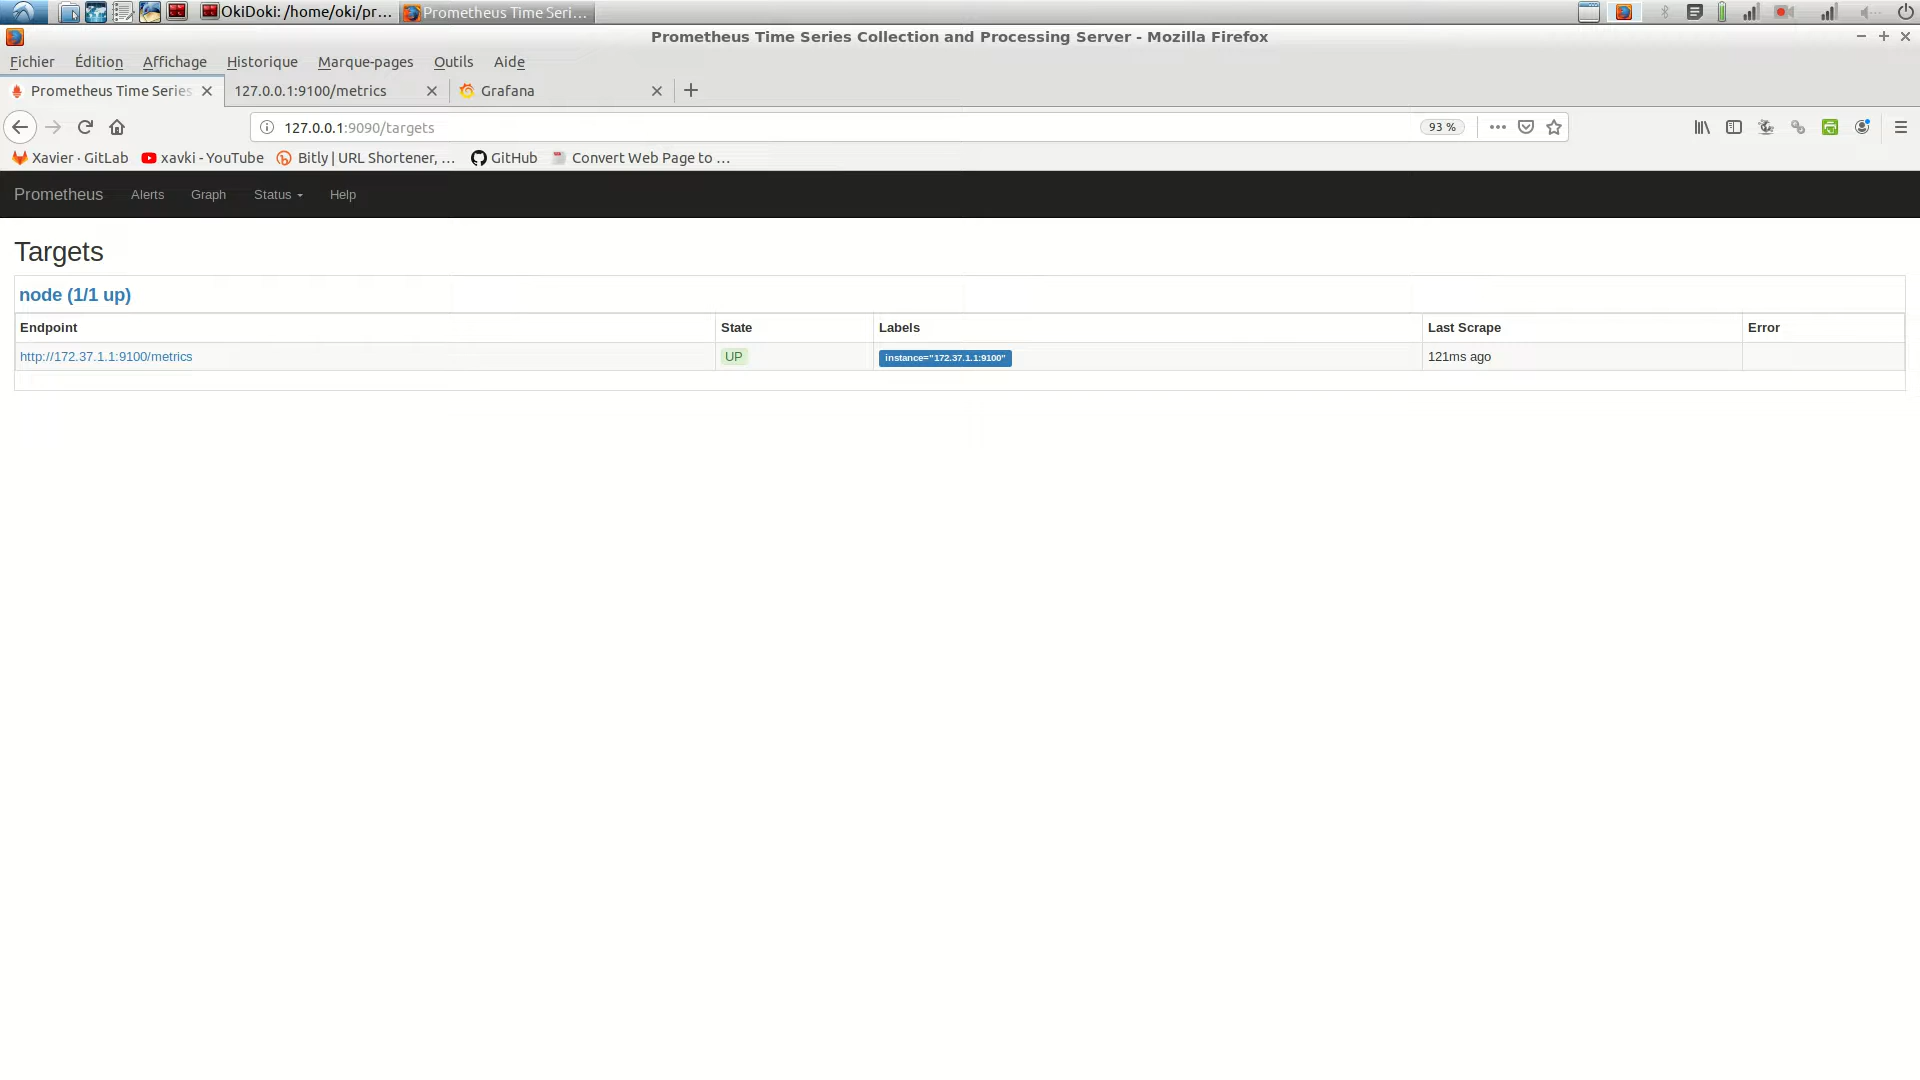 OkiDoki: /home/oki/pr...
Prometheus Time Seri...
Prometheus Time Series Collection and Processing Server - Mozilla Firefox
Fichier Édition Affichage Historique Marque-pages Outils Aide
Prometheus Time Series
127.0.0.1:9100/metrics
Grafana
127.0.0.1:9090/targets
93 %
Xavier · GitLab
xavki - YouTube
Bitly | URL Shortener, ...
GitHub
Convert Web Page to ...
Prometheus Alerts Graph Status Help
Targets
node (1/1 up)
Endpoint State Labels Last Scrape Error
http://172.37.1.1:9100/metrics UP instance="172.37.1.1:9100" 121ms ago